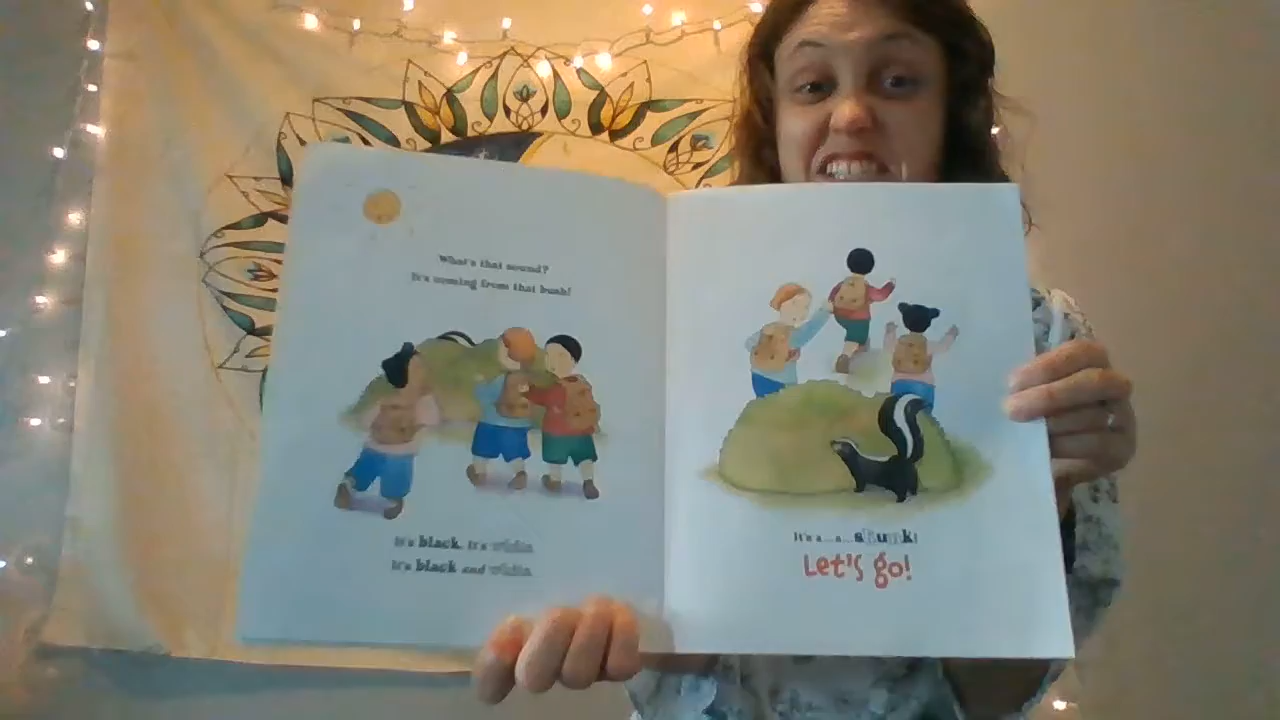 What's that sound?
It's coming from that bush!
It's black. It's white.
It's black and white.
It's a...a...skunk!
Let's go!